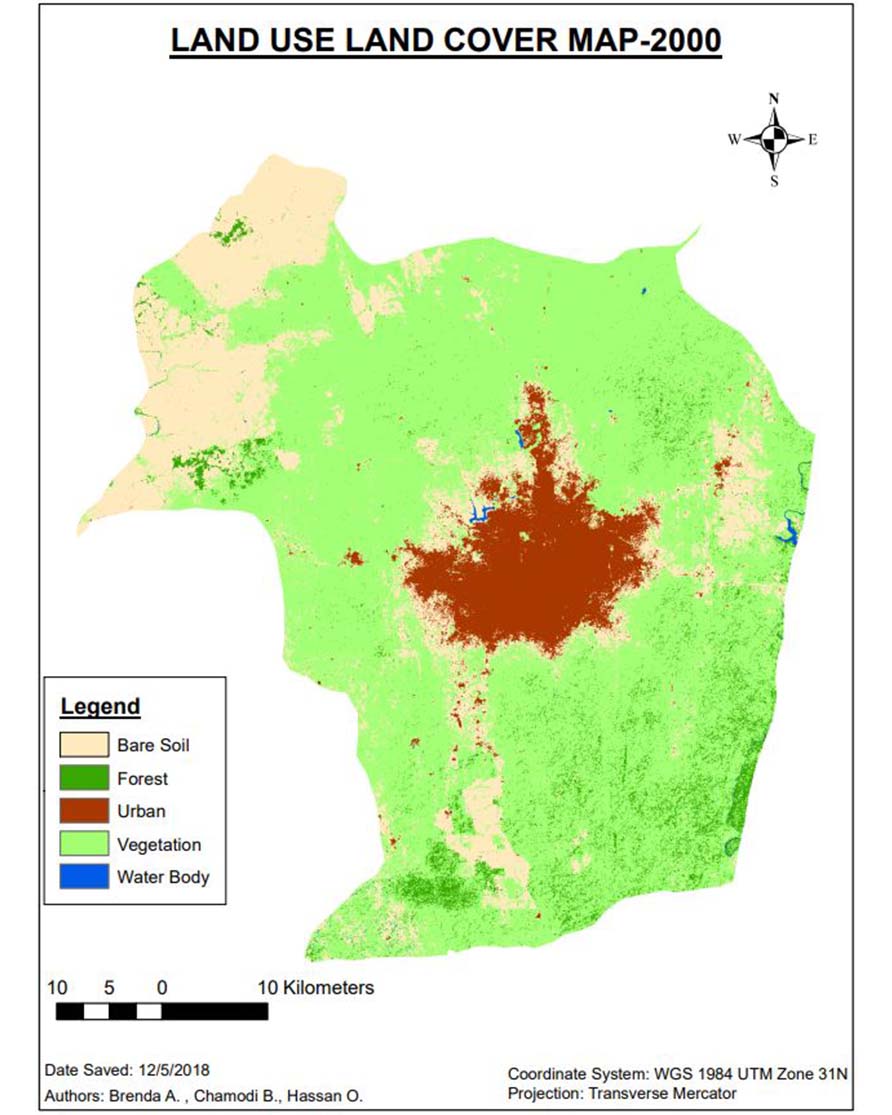 LAND USE LAND COVER MAP-2000
N
W E
S
Legend
Bare Soil
Forest
Urban
Vegetation
Water Body
10 5 0 10 Kilometers
Date Saved: 12/5/2018
Authors: Brenda A. , Chamodi B., Hassan O.
Coordinate System: WGS 1984 UTM Zone 31N
Projection: Transverse Mercator